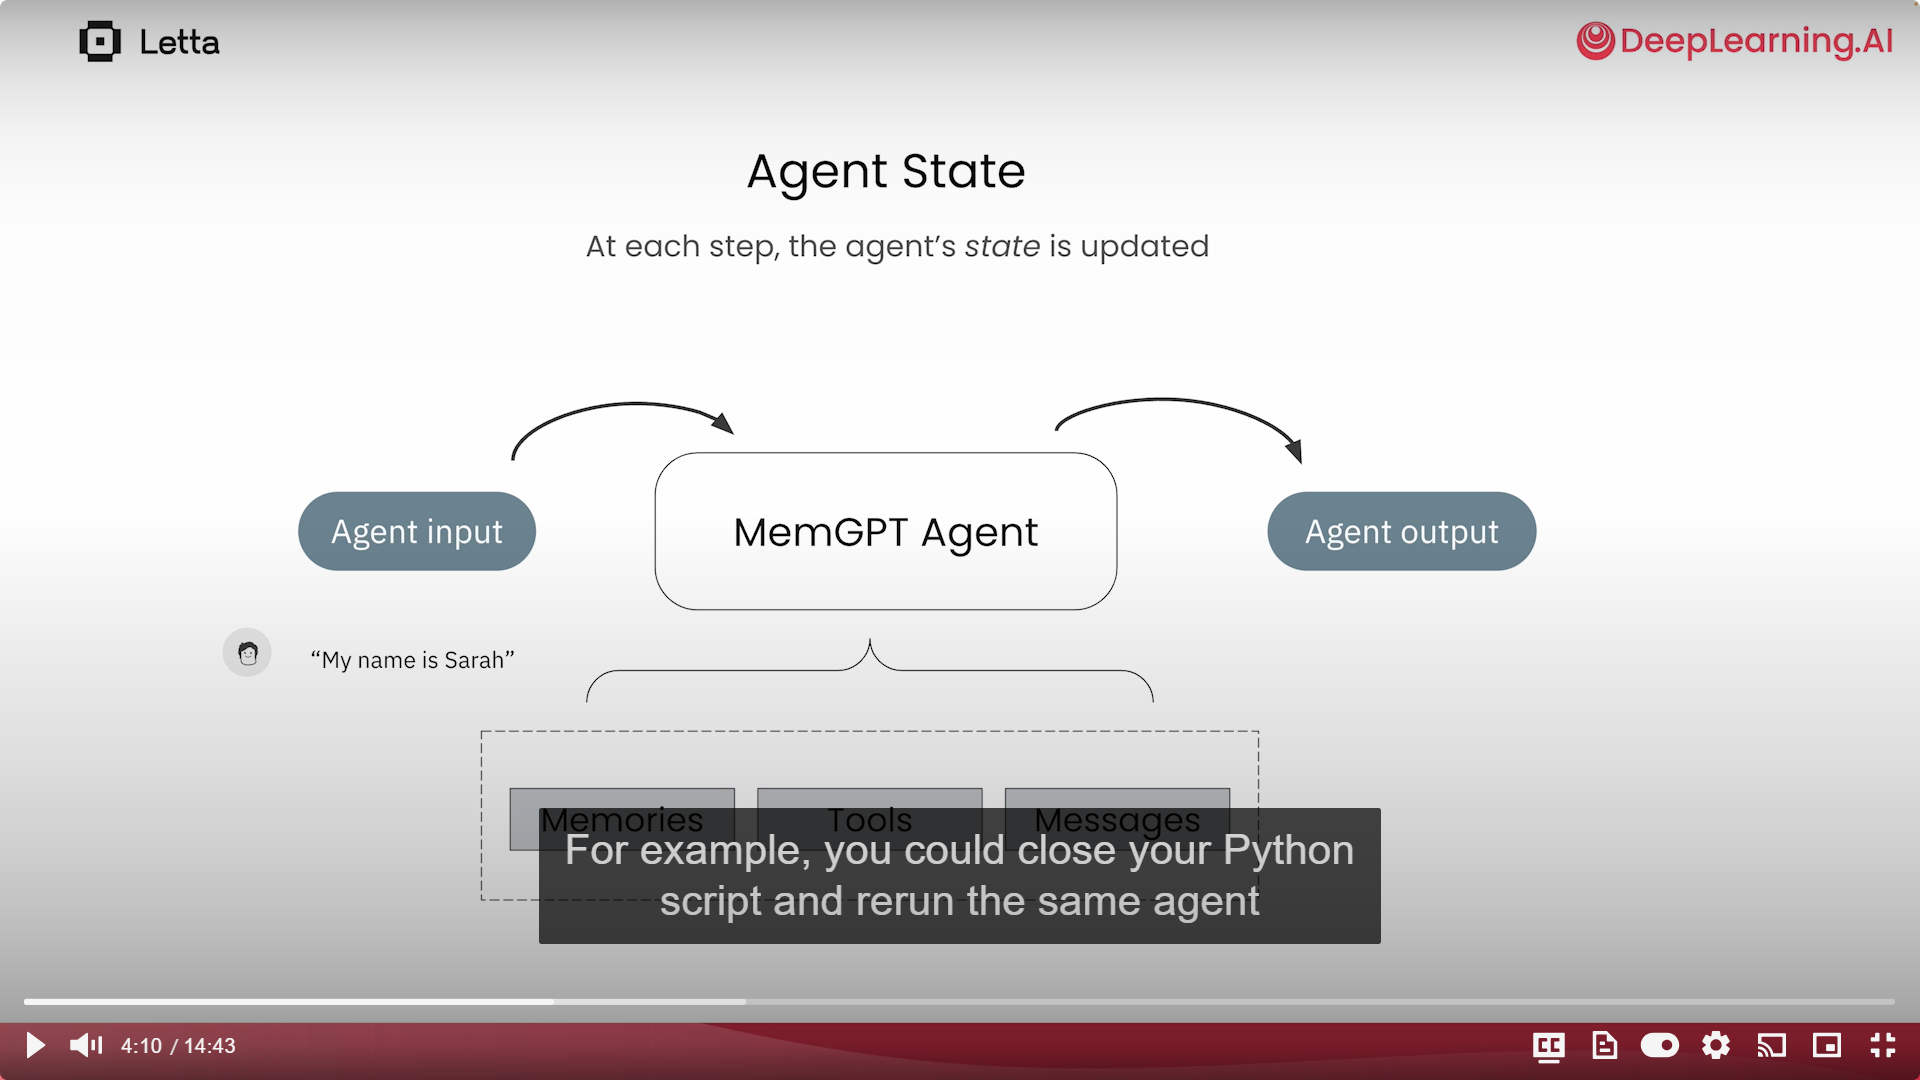 Letta
DeepLearning.AI
Agent State
At each step, the agent’s state is updated
Agent input
MemGPT Agent
Agent output
“My name is Sarah”
Memories
Tools
Messages
For example, you could close your Python
script and rerun the same agent
4:10 / 14:43
CC